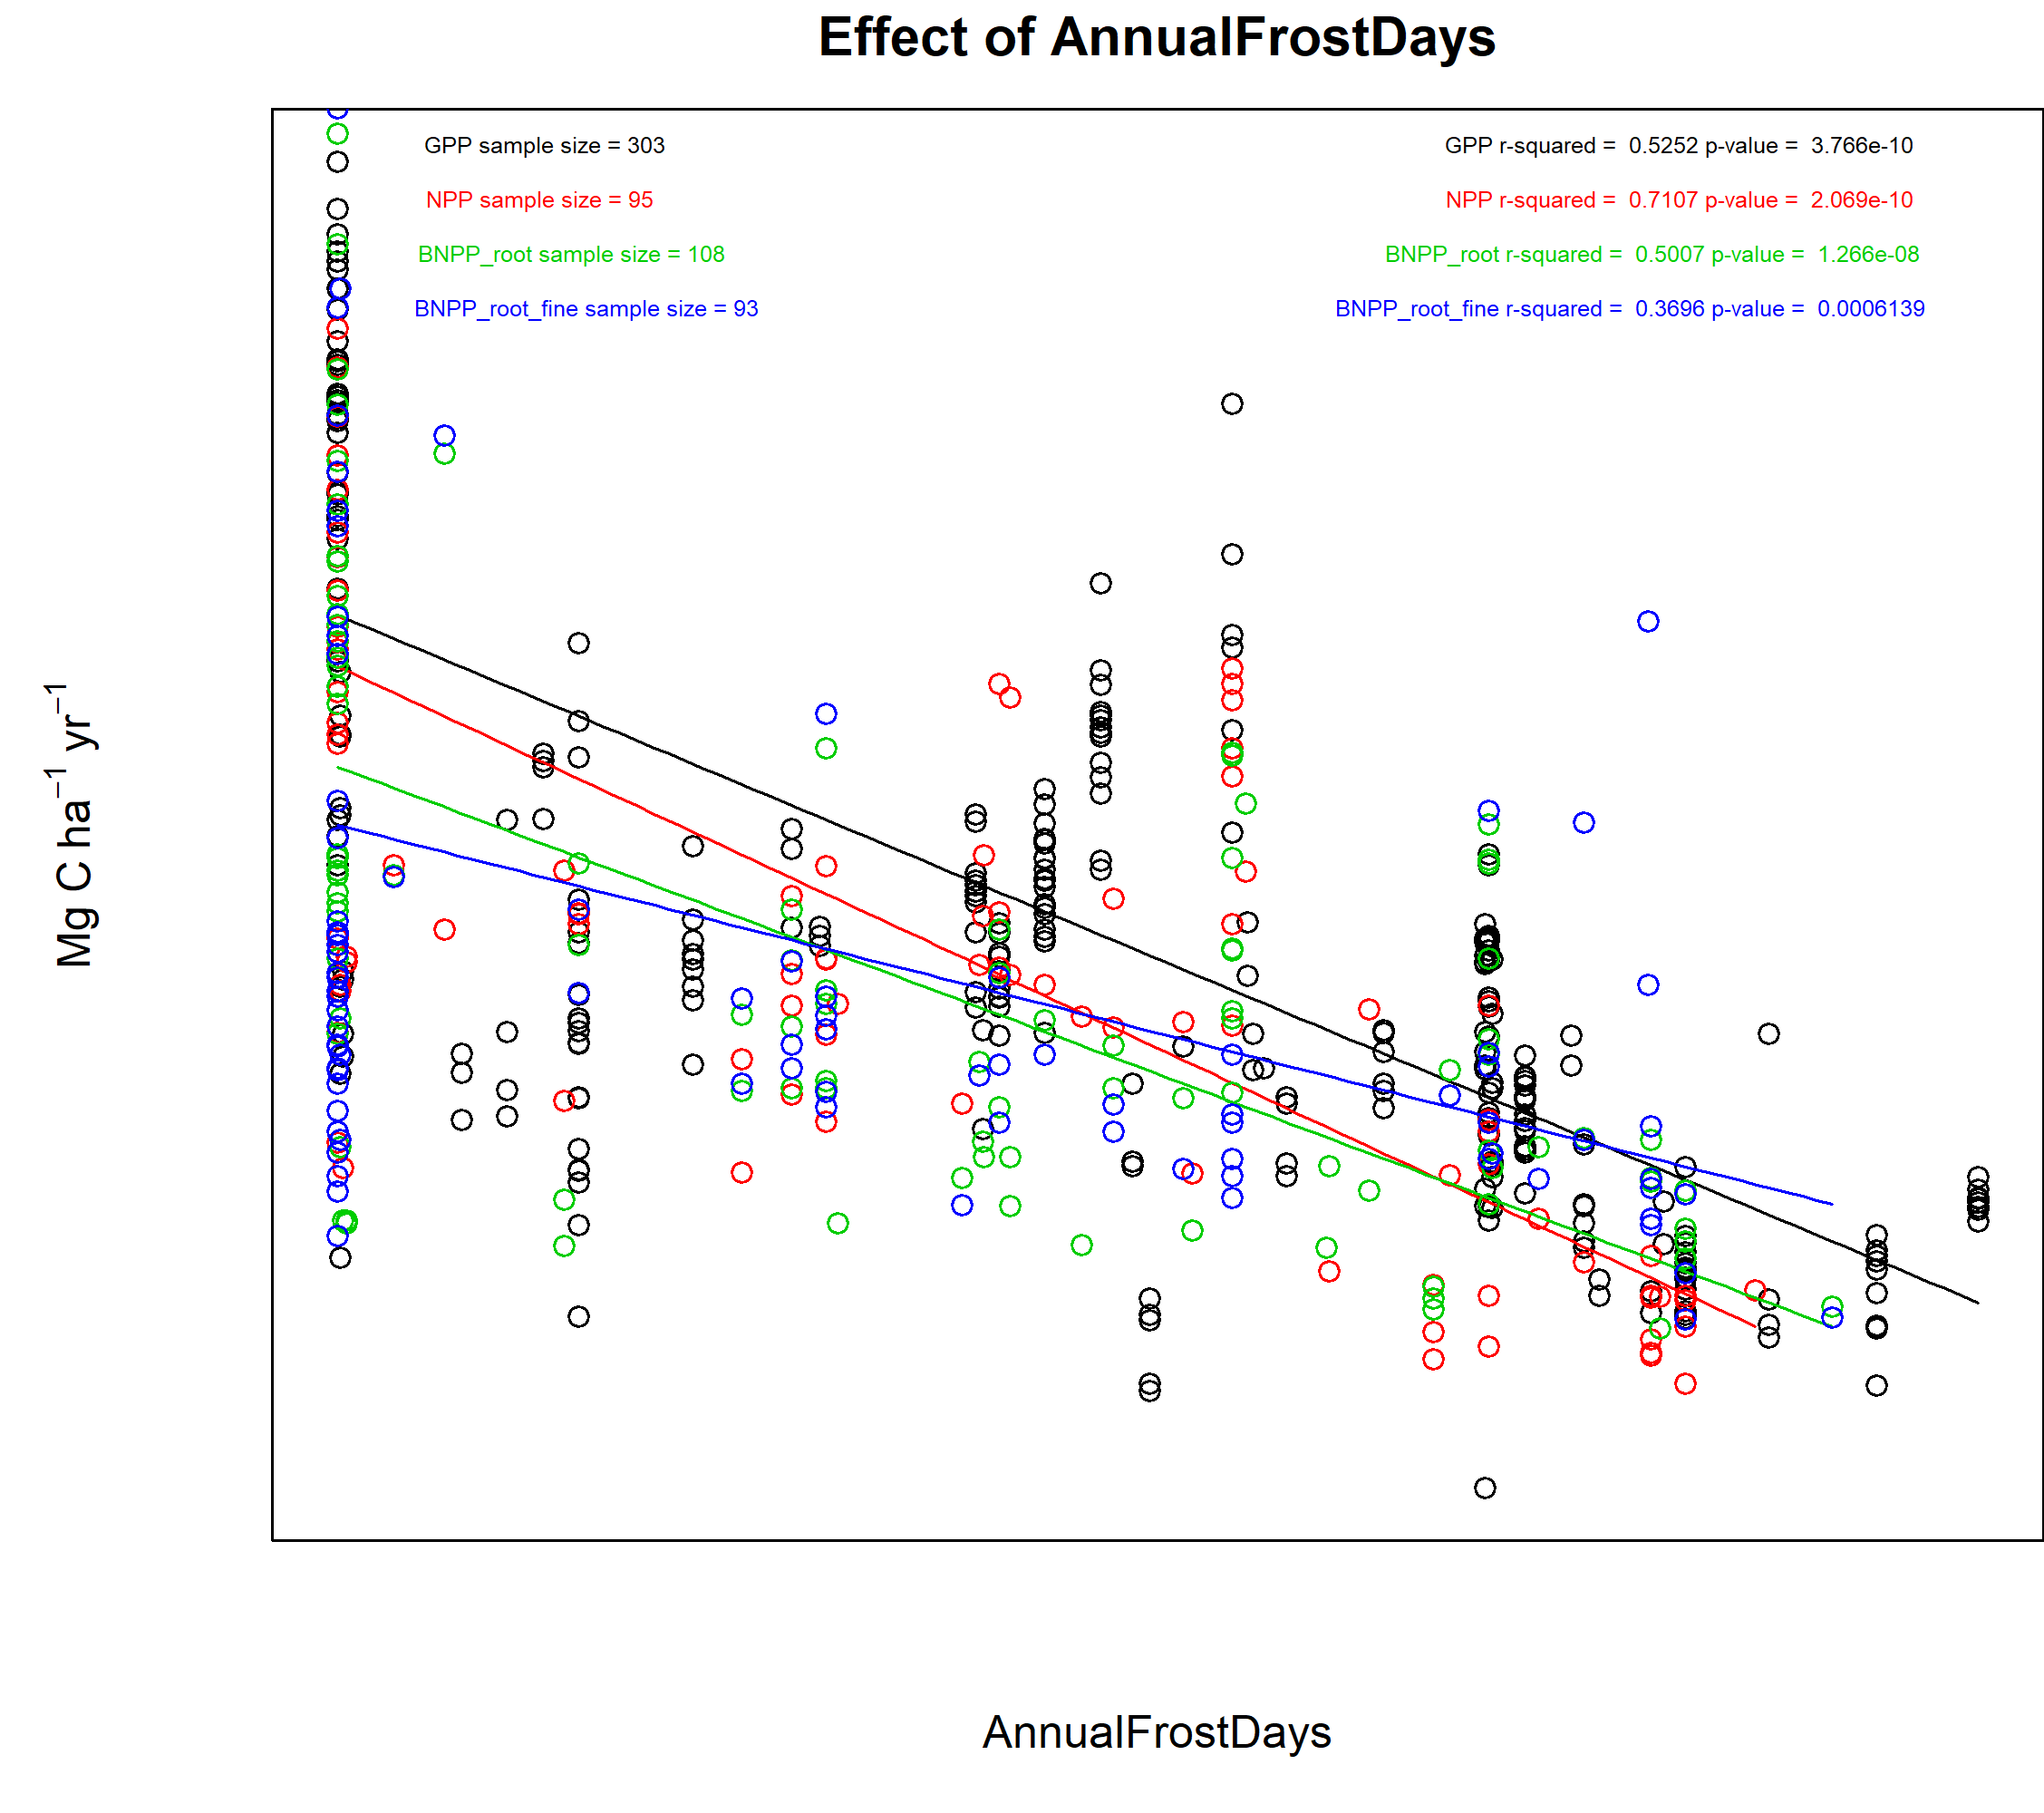 Effect of AnnualFrostDays
GPP sample size = 303
GPP r-squared = 0.5252 p-value = 3.766e-10
NPP sample size = 95
NPP r-squared = 0.7107 p-value = 2.069e-10
BNPP_root sample size = 108
BNPP_root r-squared = 0.5007 p-value = 1.266e-08
BNPP_root_fine sample size = 93
BNPP_root_fine r-squared = 0.3696 p-value = 0.0006139
Mg C ha⁻¹ yr⁻¹
AnnualFrostDays